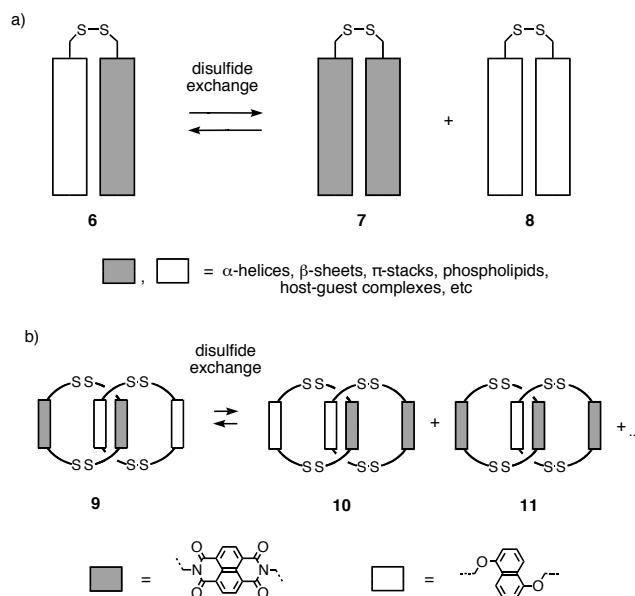 a)
S–S
S–S
S–S
disulfide
exchange
+
6
7
8
, = α-helices, β-sheets, π-stacks, phospholipids,
host-guest complexes, etc
b)
disulfide
exchange
SS S·S
SS S·S
SS S·S
+
+ ..
SS S·S
SS S·S
SS S·S
9
10
11
=
O O
N N
O O
=
O
O